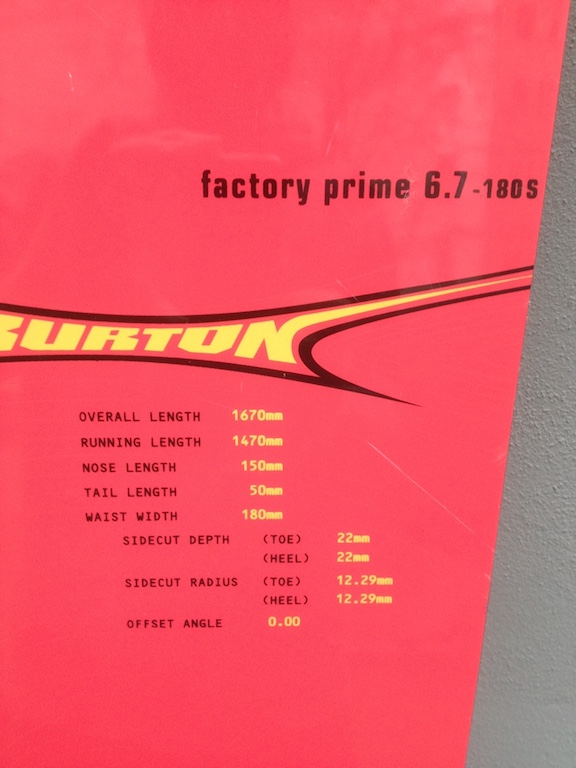 factory prime 6.7-180S
BURTON
OVERALL LENGTH 1670mm
RUNNING LENGTH 1470mm
NOSE LENGTH 150mm
TAIL LENGTH 50mm
WAIST WIDTH 180mm
SIDECUT DEPTH (TOE) 22mm
(HEEL) 22mm
SIDECUT RADIUS (TOE) 12.29mm
(HEEL) 12.29mm
OFFSET ANGLE 0.00